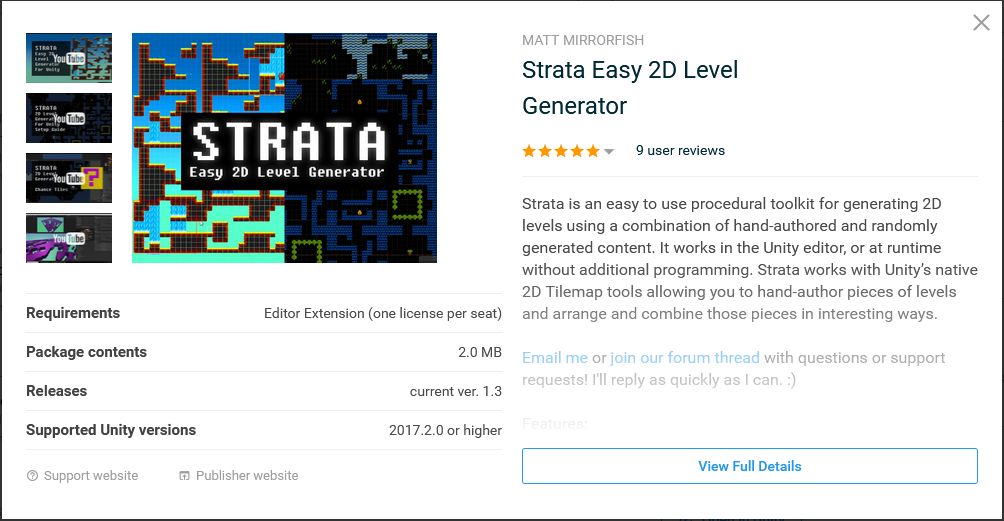 STRATA
Easy 2D
Level
Generator
For Unity
YouTube
STRATA
2D Level
Generator
Setup Guide
YouTube
STRATA
2D Level
Generator
Chance Tiles
YouTube
?
YouTube
STRATA
Easy 2D Level Generator
MATT MIRRORFISH
Strata Easy 2D Level
Generator
9 user reviews
Strata is an easy to use procedural toolkit for generating 2D
levels using a combination of hand-authored and randomly
generated content. It works in the Unity editor, or at runtime
without additional programming. Strata works with Unity’s native
2D Tilemap tools allowing you to hand-author pieces of levels
and arrange and combine those pieces in interesting ways.
Email me or join our forum thread with questions or support
requests! I'll reply as quickly as I can. :)
Features:
View Full Details
Requirements Editor Extension (one license per seat)
Package contents 2.0 MB
Releases current ver. 1.3
Supported Unity versions 2017.2.0 or higher
Support website Publisher website